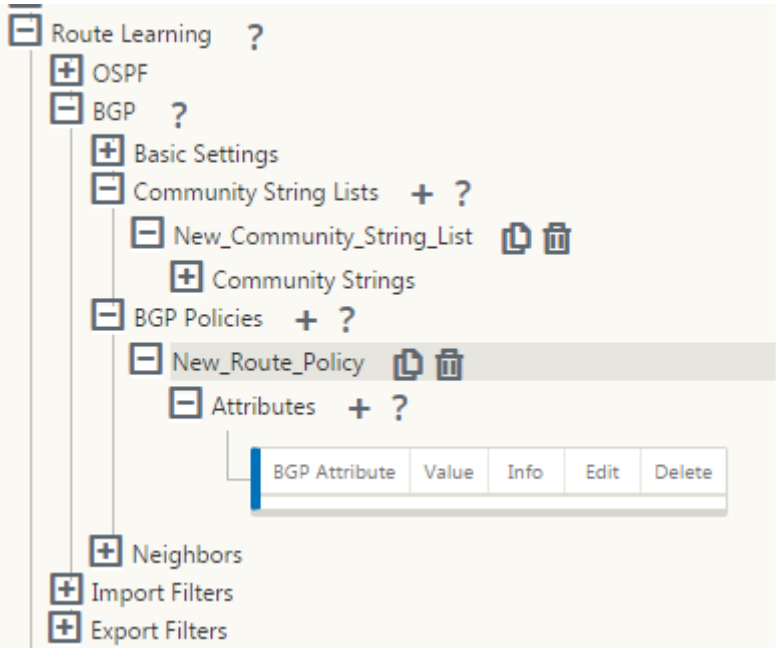 Route Learning ?
OSPF
BGP ?
Basic Settings
Community String Lists + ?
New_Community_String_List
Community Strings
BGP Policies + ?
New_Route_Policy
Attributes + ?
BGP Attribute Value Info Edit Delete
Neighbors
Import Filters
Export Filters